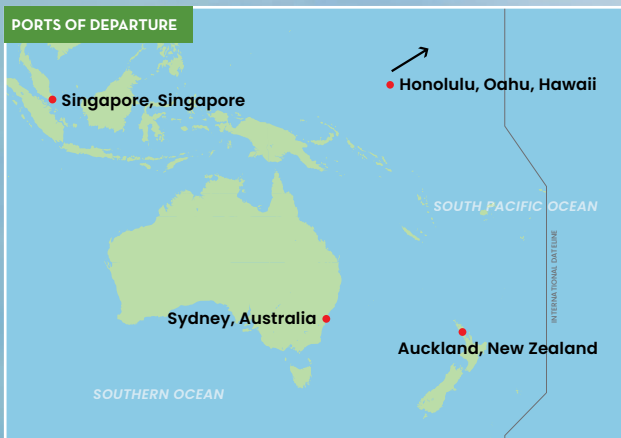 PORTS OF DEPARTURE
Honolulu, Oahu, Hawaii
Singapore, Singapore
SOUTH PACIFIC OCEAN
INTERNATIONAL DATELINE
Sydney, Australia
Auckland, New Zealand
SOUTHERN OCEAN